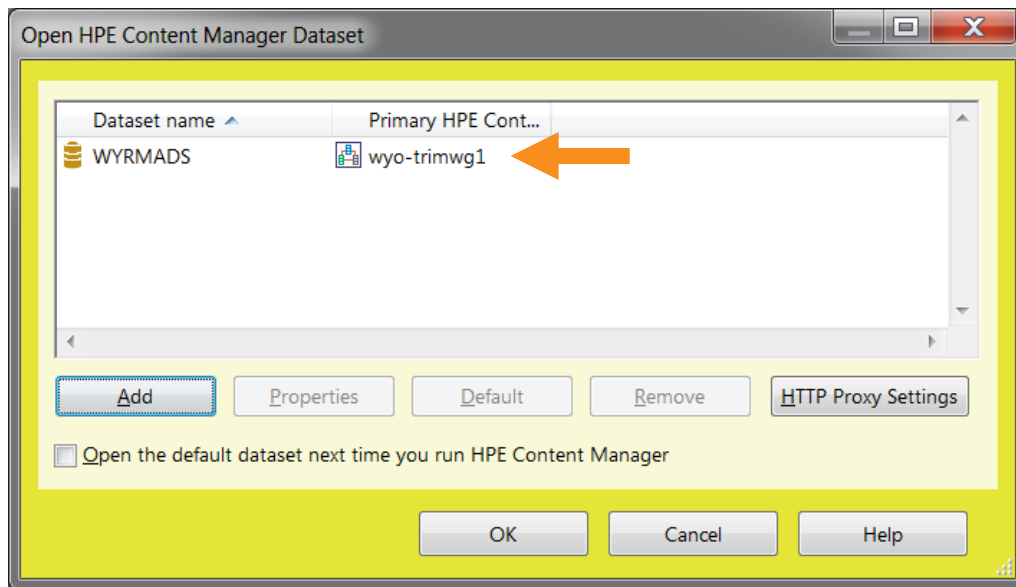 Open HPE Content Manager Dataset
Dataset name Primary HPE Cont...
WYRMADS wyo-trimwg1
Add Properties Default Remove HTTP Proxy Settings
Open the default dataset next time you run HPE Content Manager
OK Cancel Help